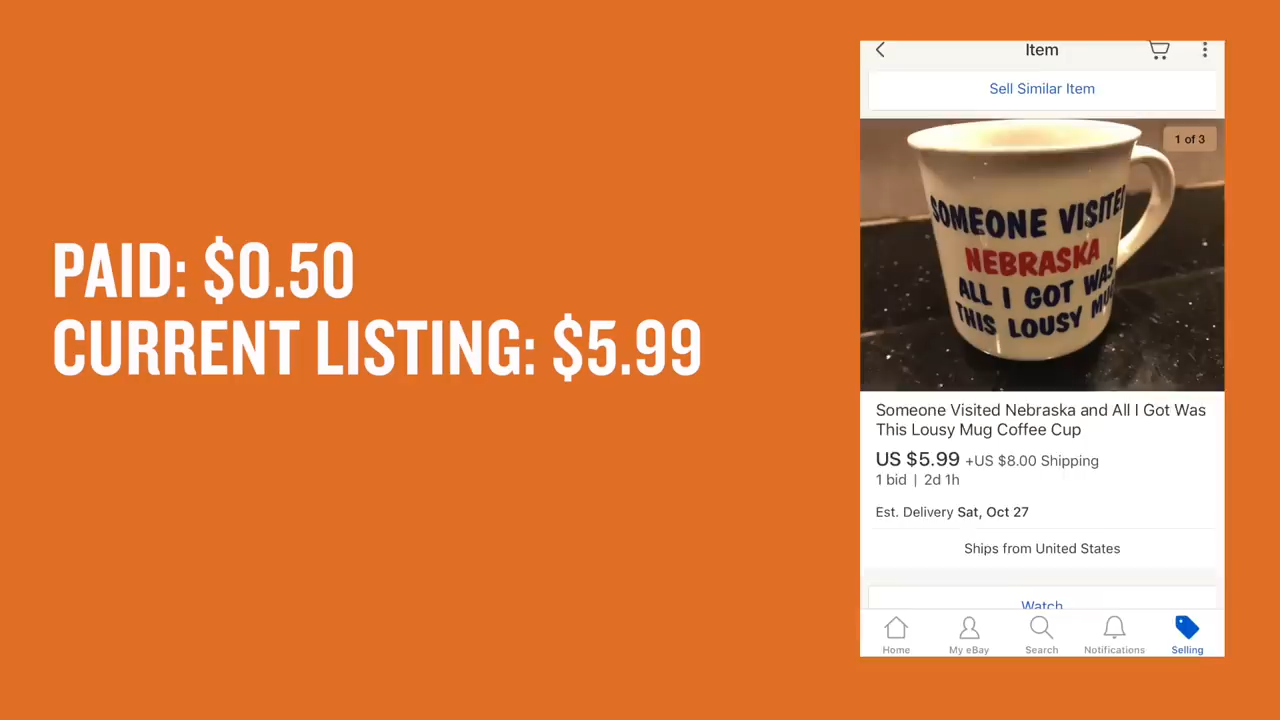 PAID: $0.50
CURRENT LISTING: $5.99
Item
Sell Similar Item
1 of 3
SOMEONE VISITED
NEBRASKA
ALL I GOT WAS
THIS LOUSY MUG
Someone Visited Nebraska and All I Got Was
This Lousy Mug Coffee Cup
US $5.99 +US $8.00 Shipping
1 bid | 2d 1h
Est. Delivery Sat, Oct 27
Ships from United States
Watch
Home
My eBay
Search
Notifications
Selling